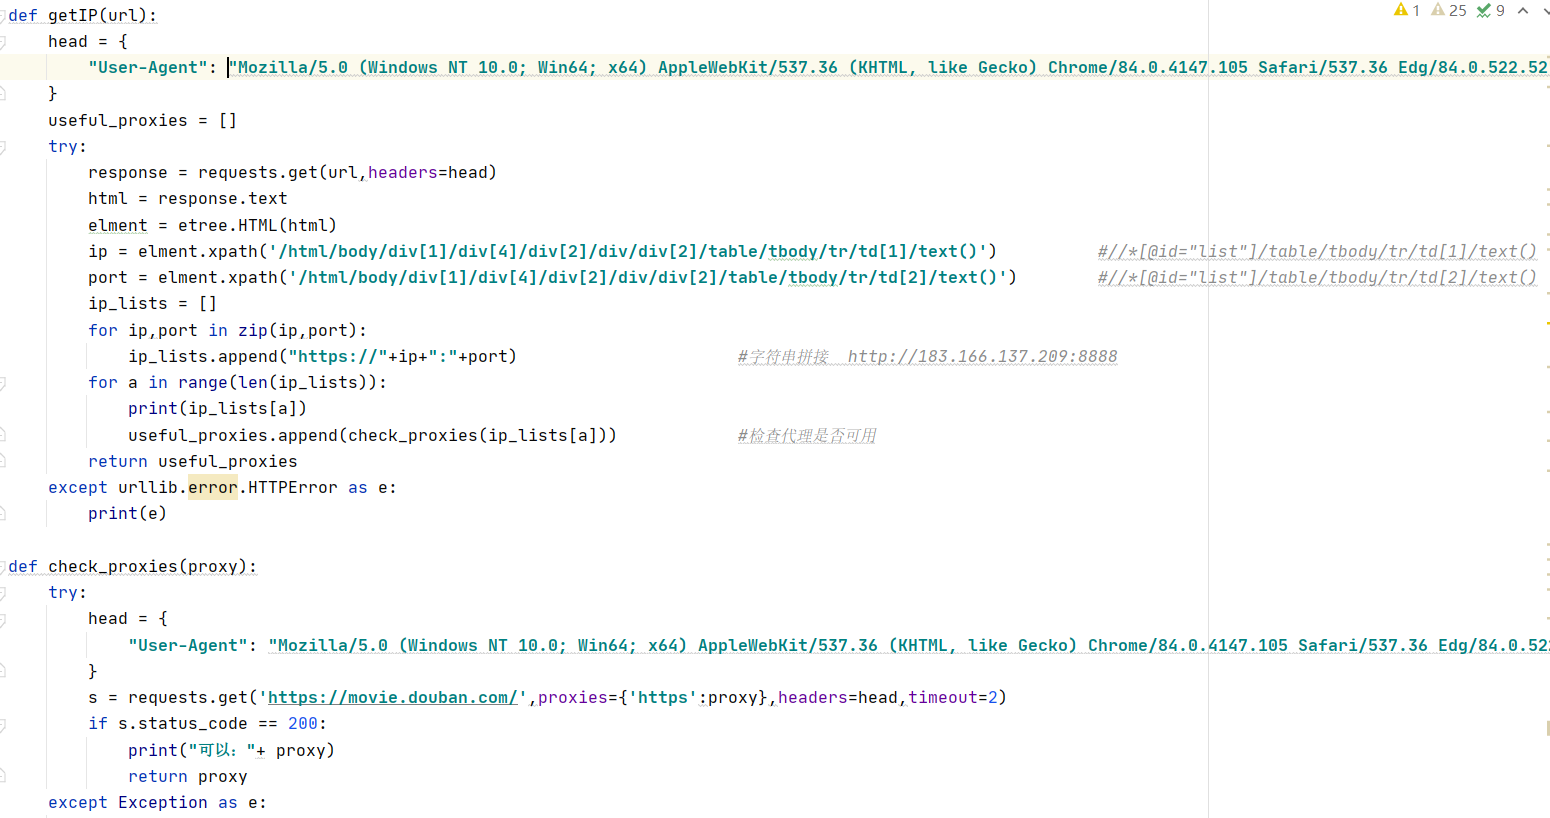 def getIP(url):
1 25 9
head = {
"User-Agent": "Mozilla/5.0 (Windows NT 10.0; Win64; x64) AppleWebKit/537.36 (KHTML, like Gecko) Chrome/84.0.4147.105 Safari/537.36 Edg/84.0.522.52
}
useful_proxies = []
try:
response = requests.get(url,headers=head)
html = response.text
elment = etree.HTML(html)
ip = elment.xpath('/html/body/div[1]/div[4]/div[2]/div/div[2]/table/tbody/tr/td[1]/text()') #//*[@id="list"]/table/tbody/tr/td[1]/text()
port = elment.xpath('/html/body/div[1]/div[4]/div[2]/div/div[2]/table/tbody/tr/td[2]/text()') #//*[@id="list"]/table/tbody/tr/td[2]/text()
ip_lists = []
for ip,port in zip(ip,port):
ip_lists.append("https://"+ip+":"+port) #字符串拼接 http://183.166.137.209:8888
for a in range(len(ip_lists)):
print(ip_lists[a])
useful_proxies.append(check_proxies(ip_lists[a])) #检查代理是否可用
return useful_proxies
except urllib.error.HTTPError as e:
print(e)
def check_proxies(proxy):
try:
head = {
"User-Agent": "Mozilla/5.0 (Windows NT 10.0; Win64; x64) AppleWebKit/537.36 (KHTML, like Gecko) Chrome/84.0.4147.105 Safari/537.36 Edg/84.0.52
}
s = requests.get('https://movie.douban.com/',proxies={'https':proxy},headers=head,timeout=2)
if s.status_code == 200:
print("可以："+ proxy)
return proxy
except Exception as e: